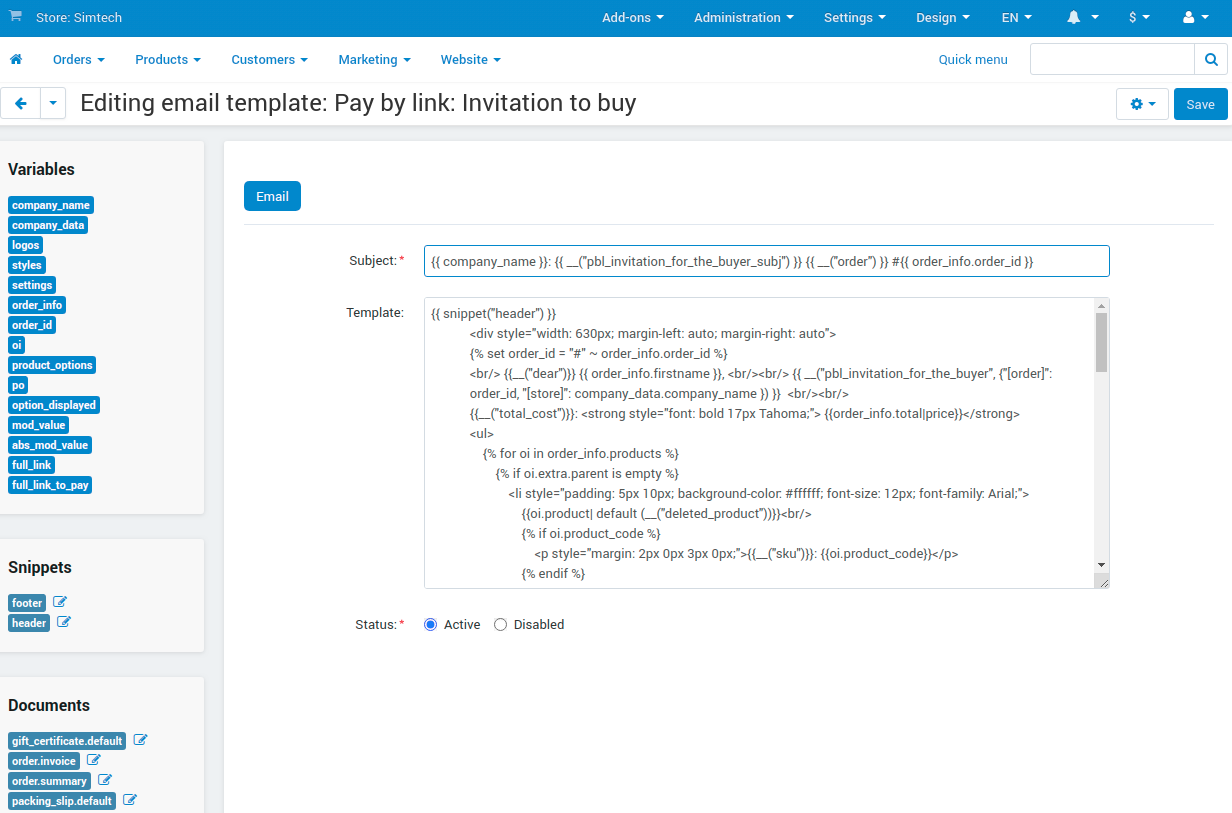 Store: Simtech
Add-ons
Administration
Settings
Design
EN
$
Orders
Products
Customers
Marketing
Website
Quick menu
Editing email template: Pay by link: Invitation to buy
Save
Variables
company_name
company_data
logos
styles
settings
order_info
order_id
oi
product_options
po
option_displayed
mod_value
abs_mod_value
full_link
full_link_to_pay
Snippets
footer
header
Documents
gift_certificate.default
order.invoice
order.summary
packing_slip.default
Email
Subject:*
{{ company_name }}: {{ __("pbl_invitation_for_the_buyer_subj") }} {{ __("order") }} #{{ order_info.order_id }}
Template:
{{ snippet("header") }}
<div style="width: 630px; margin-left: auto; margin-right: auto">
{% set order_id = "#" ~ order_info.order_id %}
<br/> {{__("dear")}} {{ order_info.firstname }}, <br/><br/> {{ __("pbl_invitation_for_the_buyer", {"[order]":
order_id, "[store]": company_data.company_name }) }}  <br/><br/>
{{__("total_cost")}}: <strong style="font: bold 17px Tahoma;"> {{order_info.total|price}}</strong>
<ul>
{% for oi in order_info.products %}
{% if oi.extra.parent is empty %}
<li style="padding: 5px 10px; background-color: #ffffff; font-size: 12px; font-family: Arial;">
{{oi.product| default (__("deleted_product"))}}<br/>
{% if oi.product_code %}
<p style="margin: 2px 0px 3px 0px;">{{__("sku")}}: {{oi.product_code}}</p>
{% endif %}
Status:*
Active
Disabled